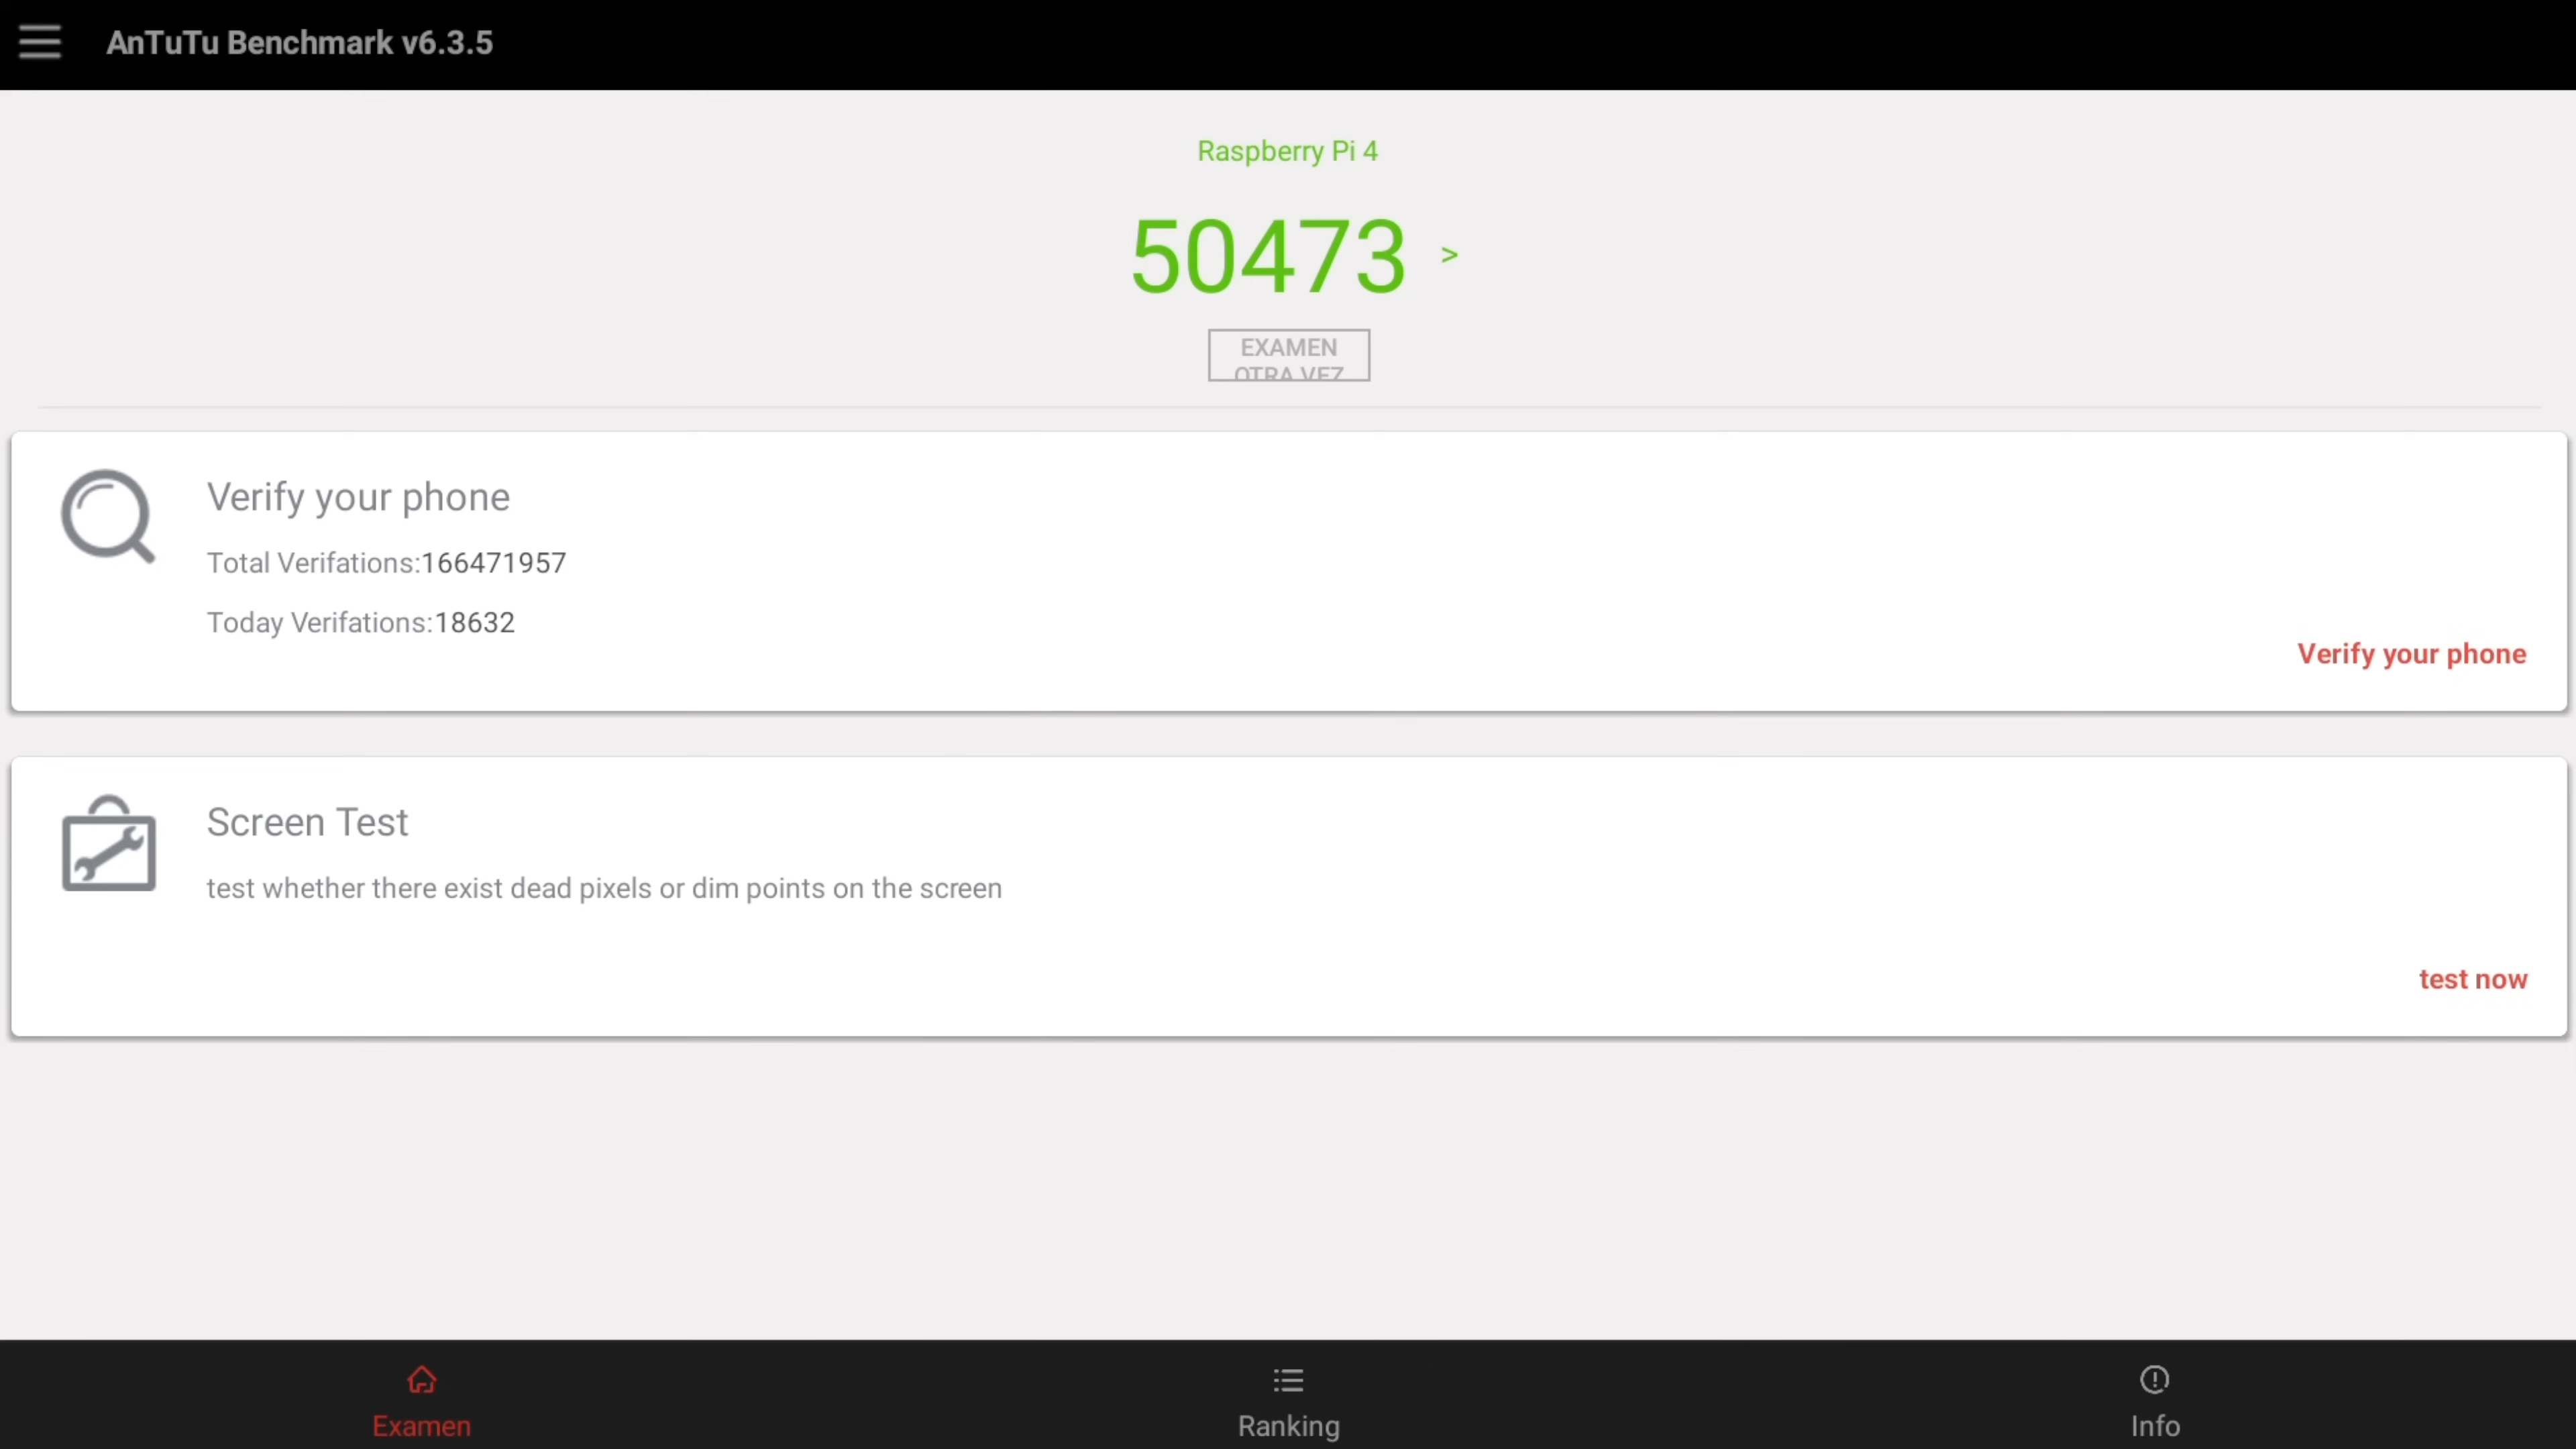 AnTuTu Benchmark v6.3.5
Raspberry Pi 4
50473 >
EXAMEN
OTRA VEZ
Verify your phone
Total Verifations:166471957
Today Verifations:18632
Verify your phone
Screen Test
test whether there exist dead pixels or dim points on the screen
test now
Examen
Ranking
Info